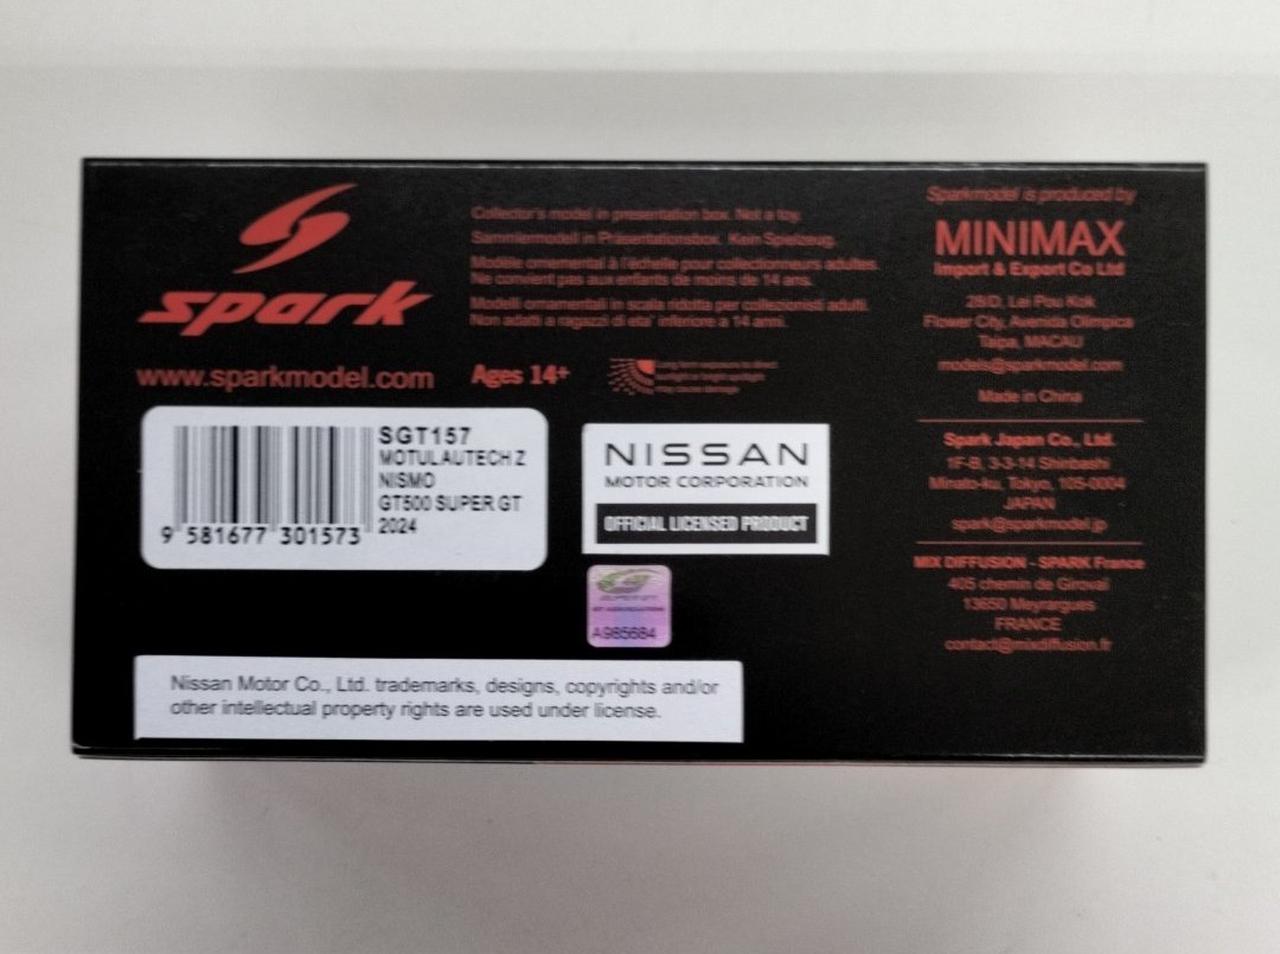 spark
www.sparkmodel.com
Collector's model in presentation box. Not a toy.
Sammlermodell in Präsentationsbox. Kein Spielzeug.
Modèle ornemental à l'échelle pour collectionneurs adultes.
Ne convient pas aux enfants de moins de 14 ans.
Modelli ornamentali in scala ridotta per collezionisti adulti.
Non adatti a ragazzi di eta' inferiore a 14 anni.
Ages 14+
SGT157
MOTUL AUTECH Z
NISMO
GT500 SUPER GT
2024
9 581677 301573
NISSAN
MOTOR CORPORATION
OFFICIAL LICENSED PRODUCT
SUPER GT
A985684
Nissan Motor Co., Ltd. trademarks, designs, copyrights and/or
other intellectual property rights are used under license.
Sparkmodel is produced by
MINIMAX
Import & Export Co Ltd
28/D, Lei Pou Kok
Flower City, Avenida Olimpica
Taipa, MACAU
models@sparkmodel.com
Made in China
Spark Japan Co., Ltd.
1F-B, 3-3-14 Shinbashi
Minato-ku, Tokyo, 105-0004
JAPAN
spark@sparkmodel.jp
MIX DIFFUSION - SPARK France
405 chemin de Giroval
13650 Meyrargues
FRANCE
contact@mixdiffusion.fr